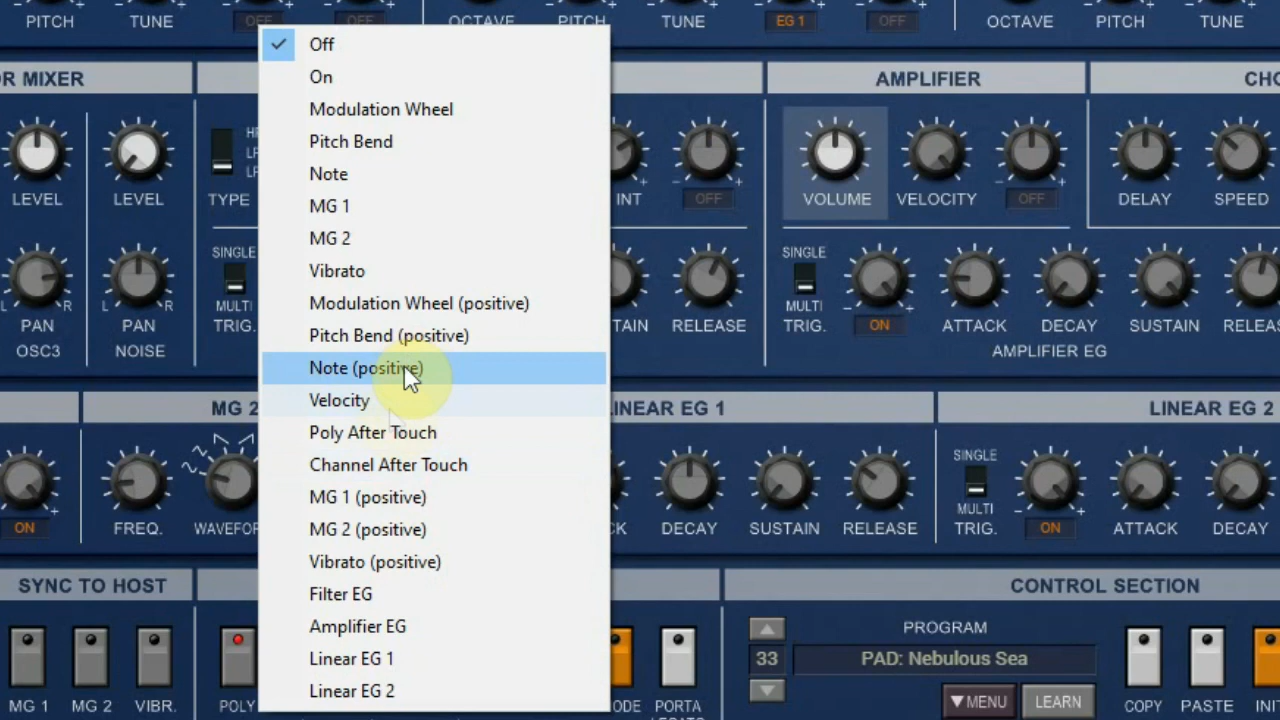 PITCH
TUNE
OFF
OFF
OCTAVE
PITCH
TUNE
EG 1
OFF
OCTAVE
PITCH
TUNE
Off
On
Modulation Wheel
Pitch Bend
Note
MG 1
MG 2
Vibrato
Modulation Wheel (positive)
Pitch Bend (positive)
Note (positive)
Velocity
Poly After Touch
Channel After Touch
MG 1 (positive)
MG 2 (positive)
Vibrato (positive)
Filter EG
Amplifier EG
Linear EG 1
Linear EG 2
R MIXER
AMPLIFIER
LEVEL
LEVEL
TYPE
INT
OFF
VOLUME
VELOCITY
OFF
DELAY
SPEED
SINGLE
SINGLE
L
R
L
R
MULTI
MULTI
PAN
PAN
TRIG.
RELEASE
TRIG.
ON
ATTACK
DECAY
SUSTAIN
OSC3
NOISE
AMPLIFIER EG
MG 2
LINEAR EG 1
LINEAR EG 2
SINGLE
MULTI
ON
FREQ.
DECAY
SUSTAIN
RELEASE
TRIG.
ON
ATTACK
DECAY
SYNC TO HOST
CONTROL SECTION
PROGRAM
33
PAD: Nebulous Sea
MG 1
MG 2
VIBR.
POLY
PORTA
▼MENU
LEARN
COPY
PASTE